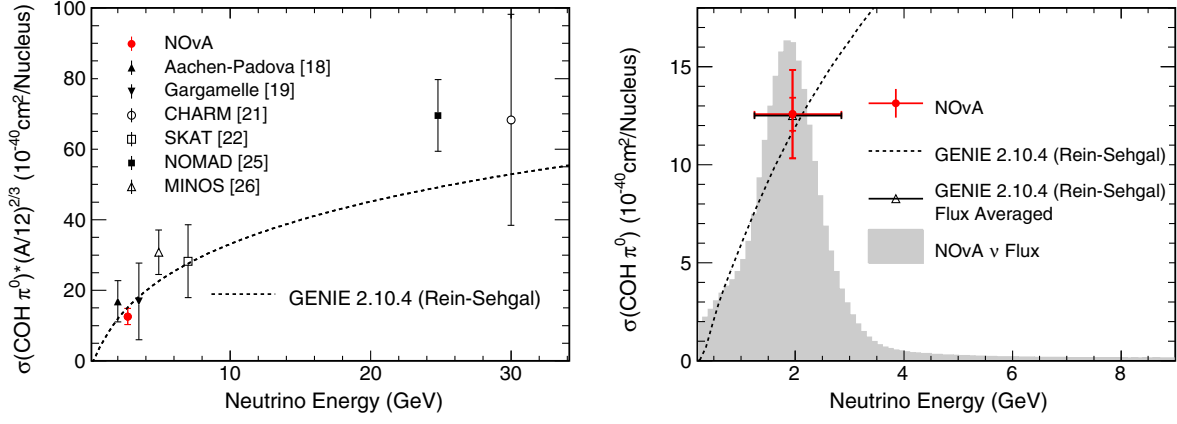 σ(COH π⁰)*(A/12)²ᐟ³ (10⁻⁴⁰cm²/Nucleus)
100
80
60
40
20
0
NOvA
Aachen-Padova [18]
Gargamelle [19]
CHARM [21]
SKAT [22]
NOMAD [25]
MINOS [26]
GENIE 2.10.4 (Rein-Sehgal)
0 10 20 30
Neutrino Energy (GeV)
σ(COH π⁰) (10⁻⁴⁰cm²/Nucleus)
15
10
5
0
NOvA
GENIE 2.10.4 (Rein-Sehgal)
GENIE 2.10.4 (Rein-Sehgal)
Flux Averaged
NOvA ν Flux
2 4 6 8
Neutrino Energy (GeV)